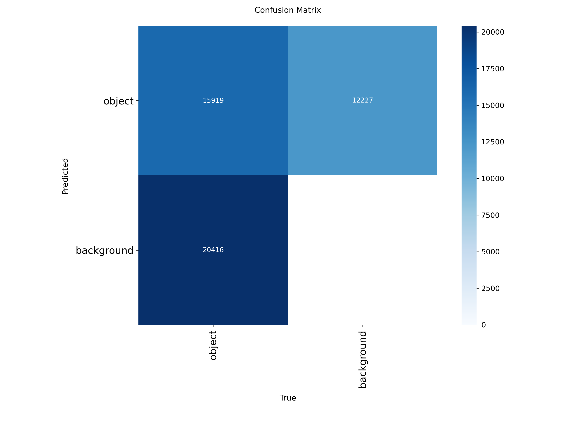 Confusion Matrix
20000
17500
object
15919
12227
15000
12500
Predicted
10000
7500
background
20416
5000
2500
0
object
background
True